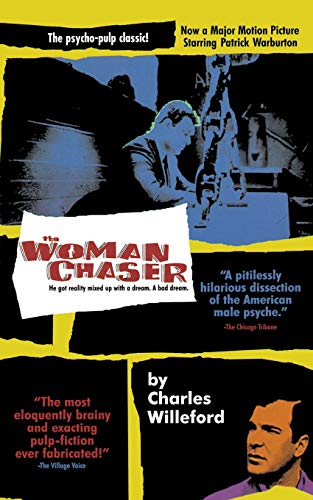 The psycho-pulp classic!
Now a Major Motion Picture
Starring Patrick Warburton
The
WOMAN
CHASER
He got reality mixed up with a dream. A bad dream.
"A pitilessly
hilarious dissection
of the American
male psyche."
-The Chicago Tribune
by
Charles
Willeford
"The most
eloquently brainy
and exacting
pulp-fiction
ever fabricated!"
-The Village Voice